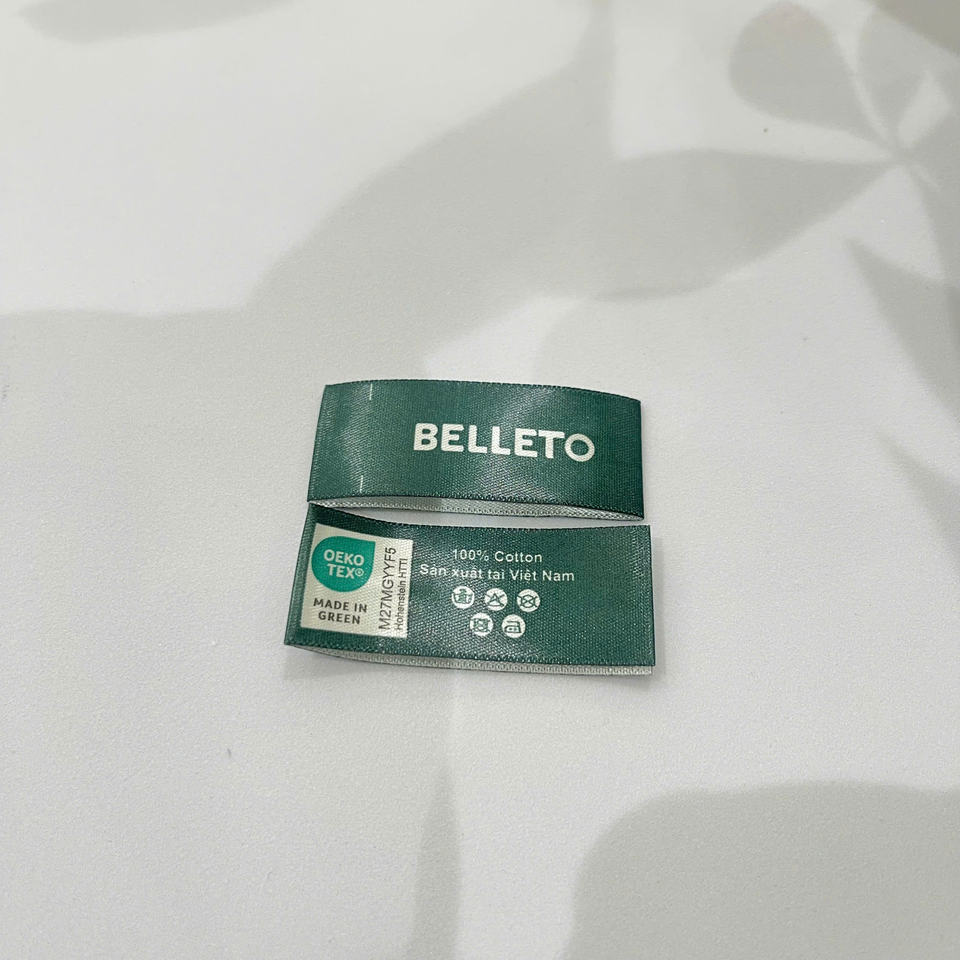 BELLETO
OEKO
TEX®
MADE IN
GREEN
M27MGYYF5
Hohenstein HTTI
100% Cotton
Sản xuất tại Việt Nam